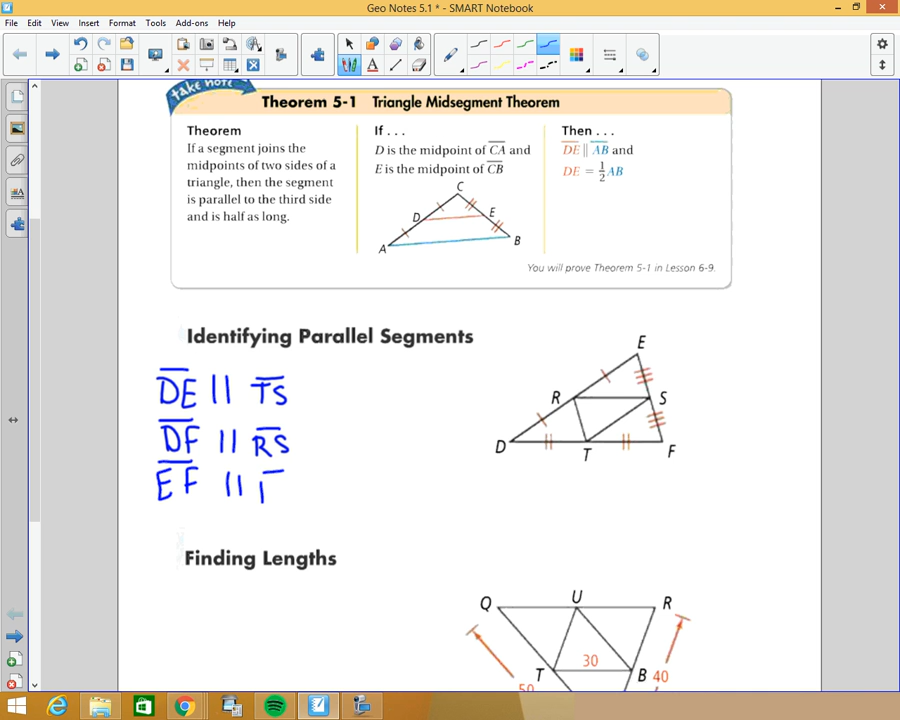 Geo Notes 5.1 * - SMART Notebook
File Edit View Insert Format Tools Add-ons Help
take note
Theorem 5-1 Triangle Midsegment Theorem
Theorem
If a segment joins the
midpoints of two sides of a
triangle, then the segment
is parallel to the third side
and is half as long.
If . . .
D is the midpoint of CA and
E is the midpoint of CB
C
D
E
A
B
Then . . .
DE || AB and
DE = 1/2 AB
You will prove Theorem 5-1 in Lesson 6-9.
Identifying Parallel Segments
DE || TS
DF || RS
EF ||
E
R
S
D
T
F
Finding Lengths
Q
U
R
T
30
B
40
50